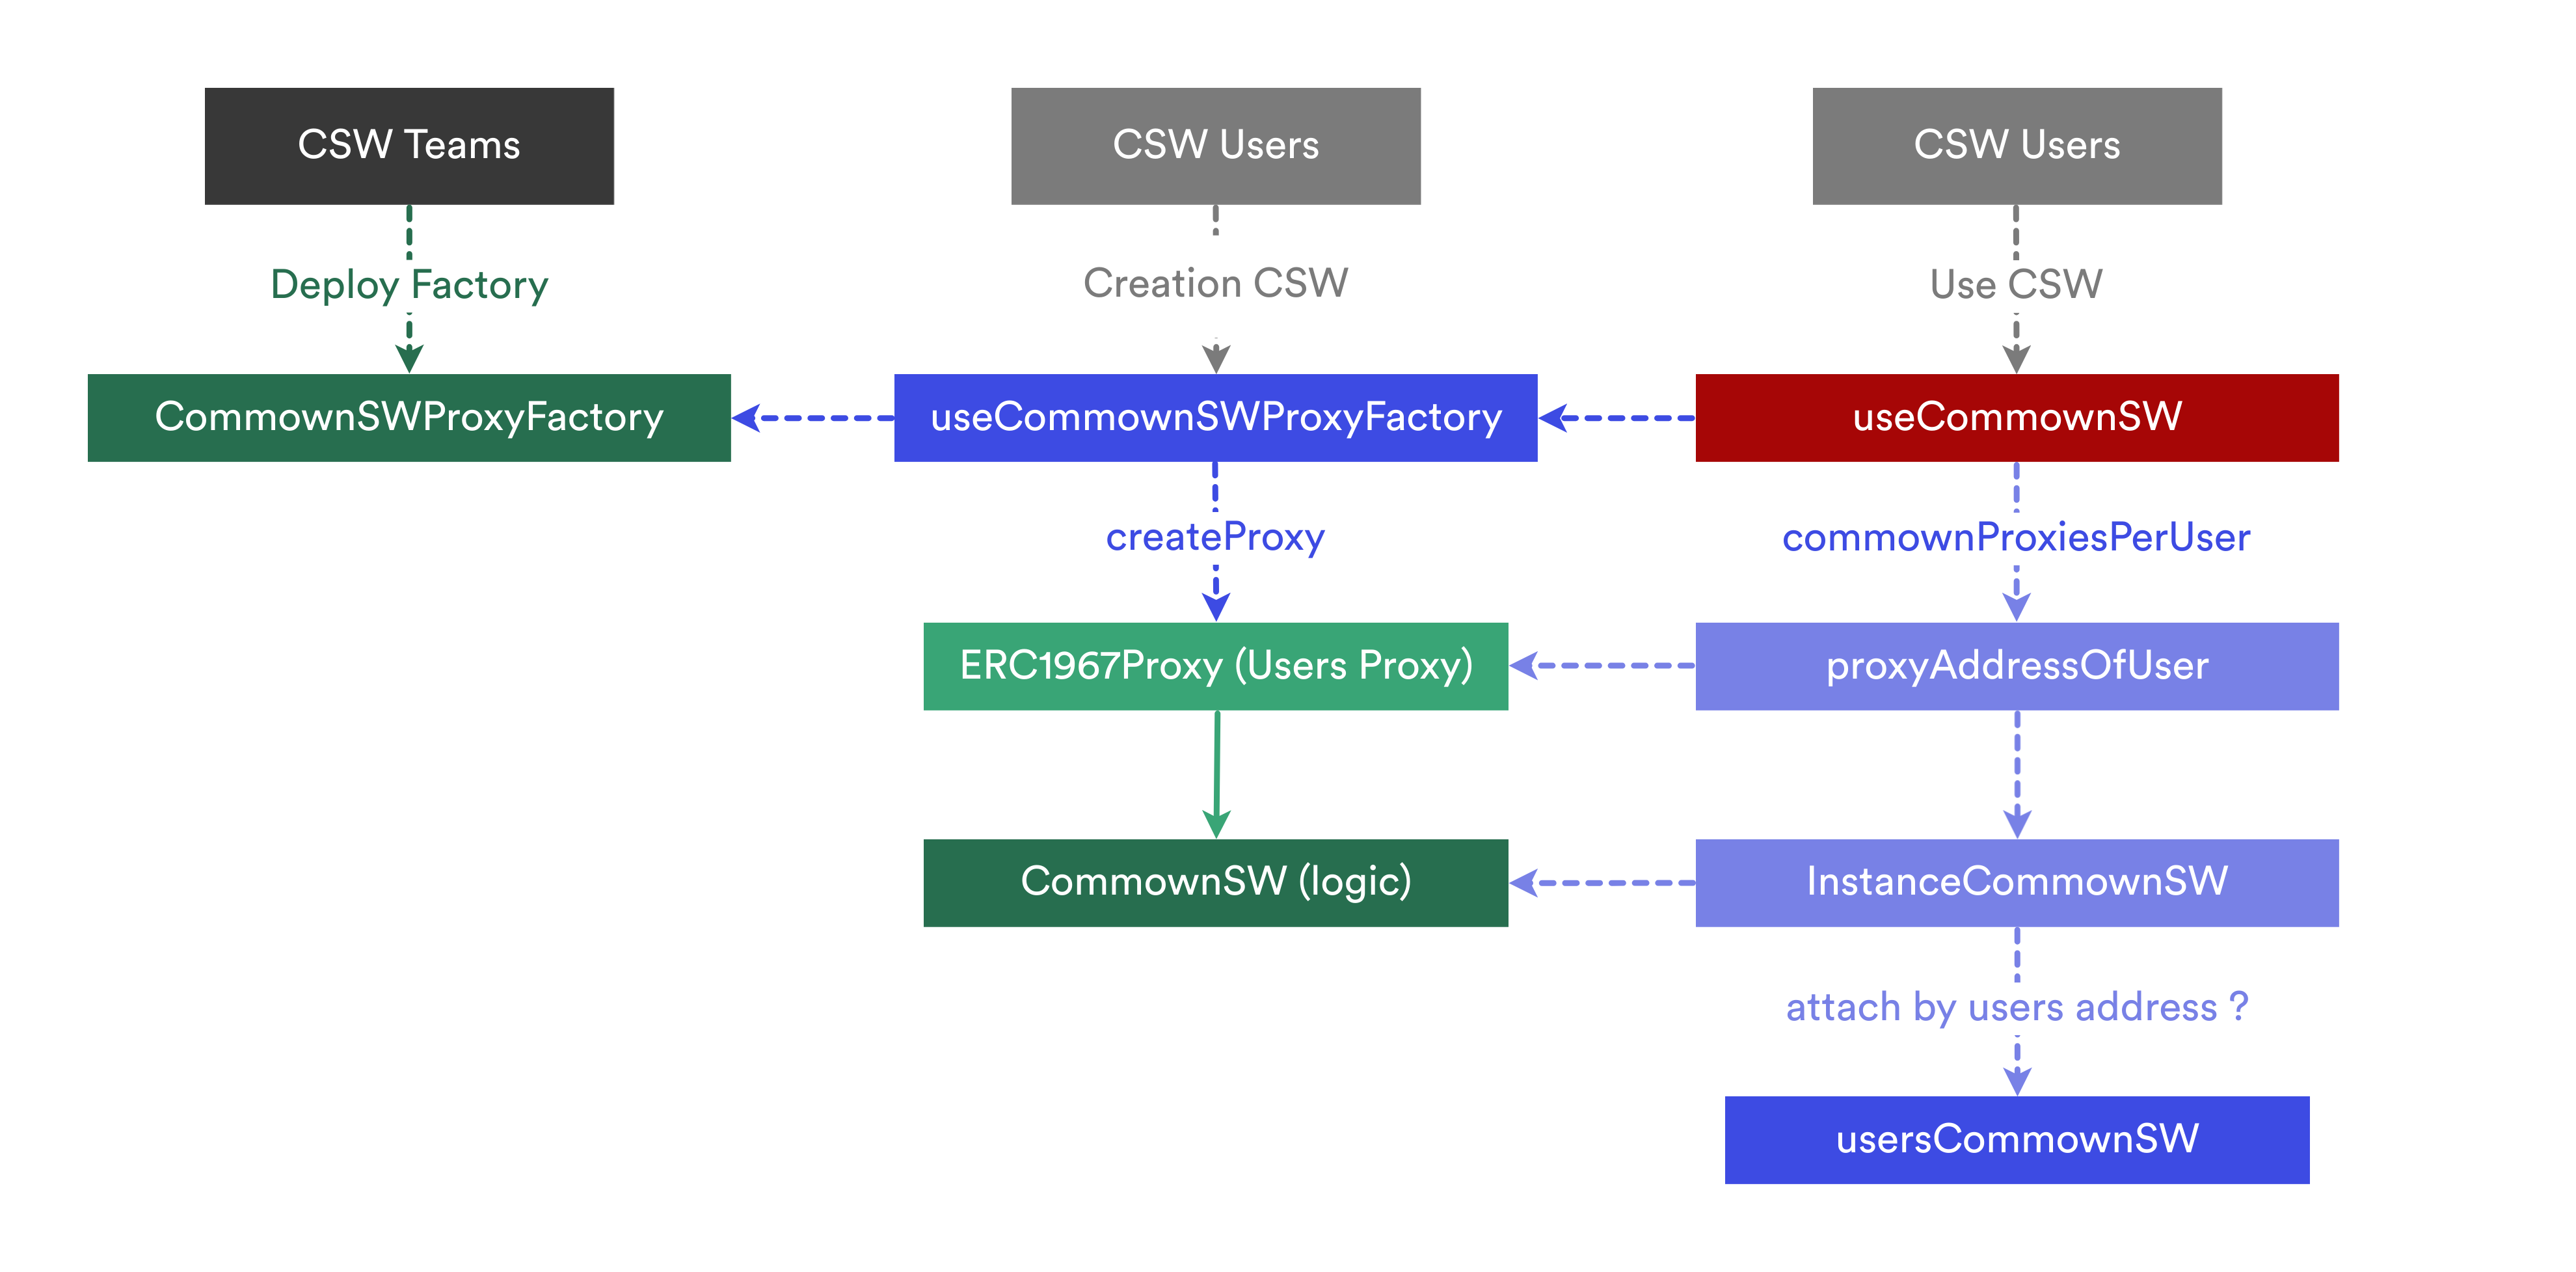 CSW Teams
CSW Users
CSW Users
Deploy Factory
Creation CSW
Use CSW
CommownSWProxyFactory
useCommownSWProxyFactory
useCommownSW
createProxy
commownProxiesPerUser
ERC1967Proxy (Users Proxy)
proxyAddressOfUser
CommownSW (logic)
InstanceCommownSW
attach by users address ?
usersCommownSW